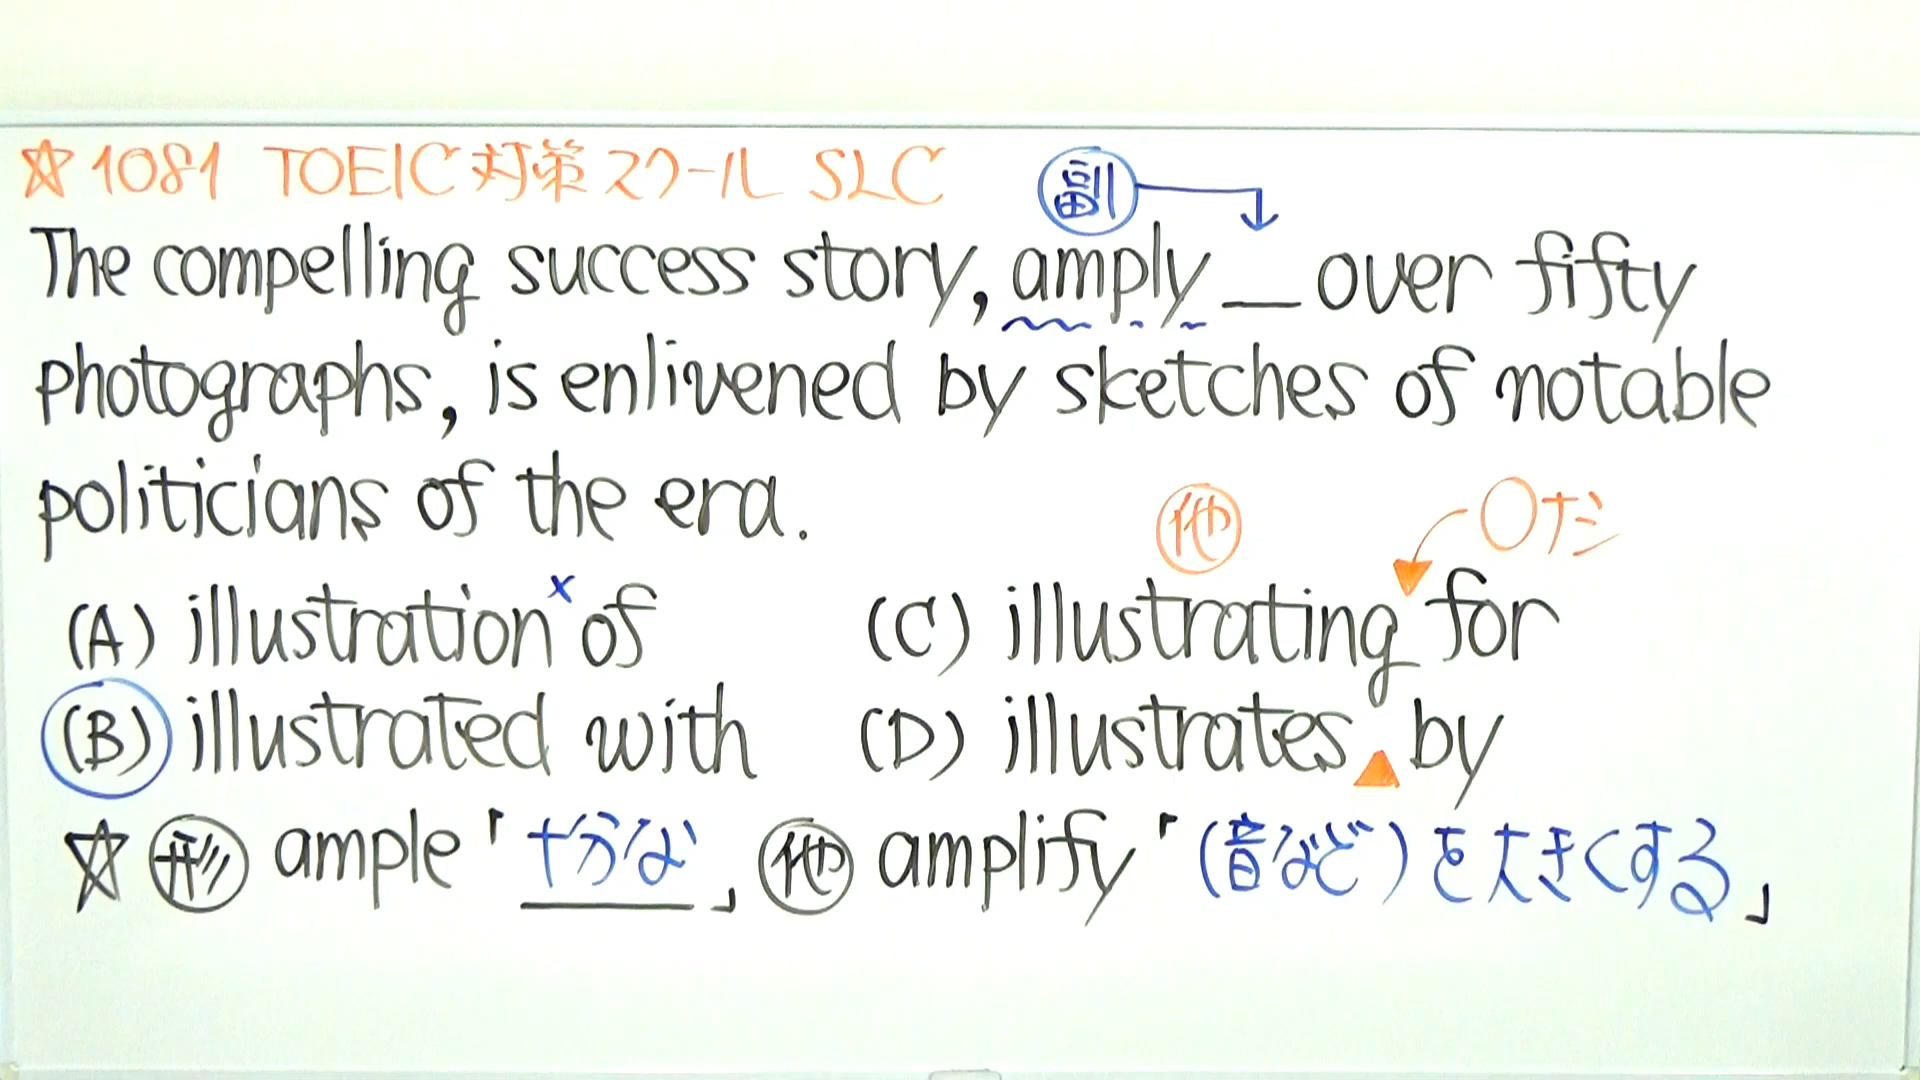 ☆1081 TOEIC対策スクール SLC
副
The compelling success story, amply __ over fifty
photographs, is enlivened by sketches of notable
politicians of the era.
他 Oナシ
(A) illustration × of (C) illustrating for
(B) illustrated with (D) illustrates by
☆ 形 ample「十分な」 他 amplify「(音など)を大きくする」